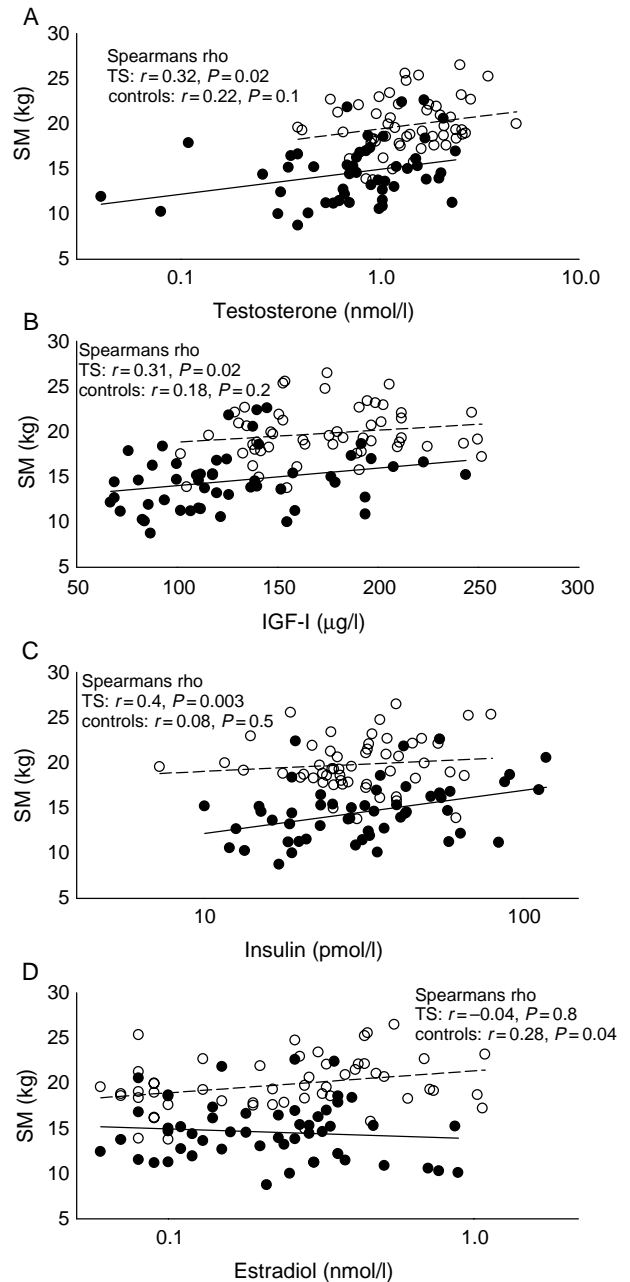 A
Spearmans rho
TS: r=0.32, P=0.02
controls: r=0.22, P=0.1
SM (kg)
30
25
20
15
10
5
0.1 1.0 10.0
Testosterone (nmol/l)
B
Spearmans rho
TS: r=0.31, P=0.02
controls: r=0.18, P=0.2
SM (kg)
30
25
20
15
10
5
50 100 150 200 250 300
IGF-I (µg/l)
C
Spearmans rho
TS: r=0.4, P=0.003
controls: r=0.08, P=0.5
SM (kg)
30
25
20
15
10
5
10 100
Insulin (pmol/l)
D
Spearmans rho
TS: r=−0.04, P=0.8
controls: r=0.28, P=0.04
SM (kg)
30
25
20
15
10
5
0.1 1.0
Estradiol (nmol/l)